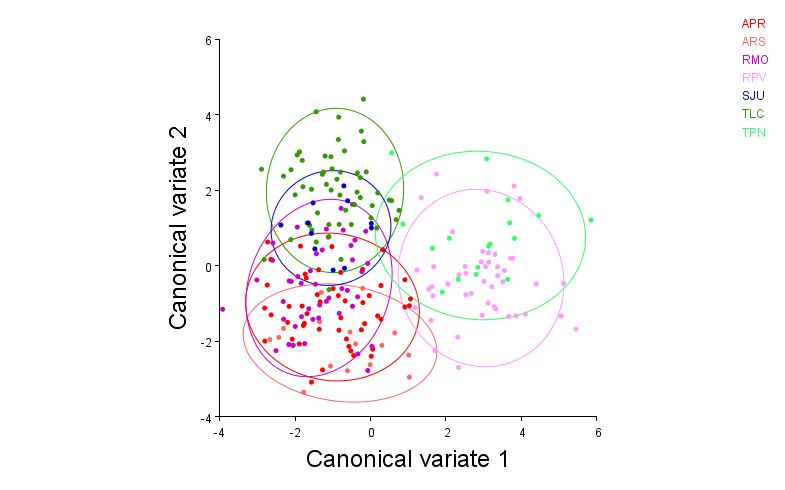 APR
ARS
RMO
RPV
SJU
TLC
TPN
6
4
2
0
-2
-4
Canonical variate 2
-4
-2
0
2
4
6
Canonical variate 1